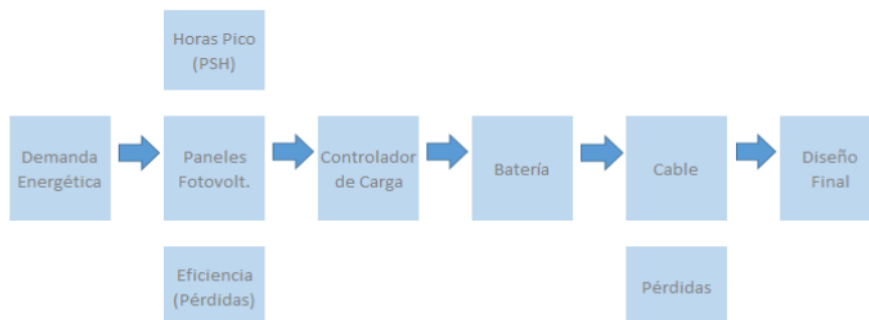 Horas Pico
(PSH)
Demanda
Energética
Paneles
Fotovolt.
Controlador
de Carga
Batería
Cable
Diseño
Final
Eficiencia
(Pérdidas)
Pérdidas